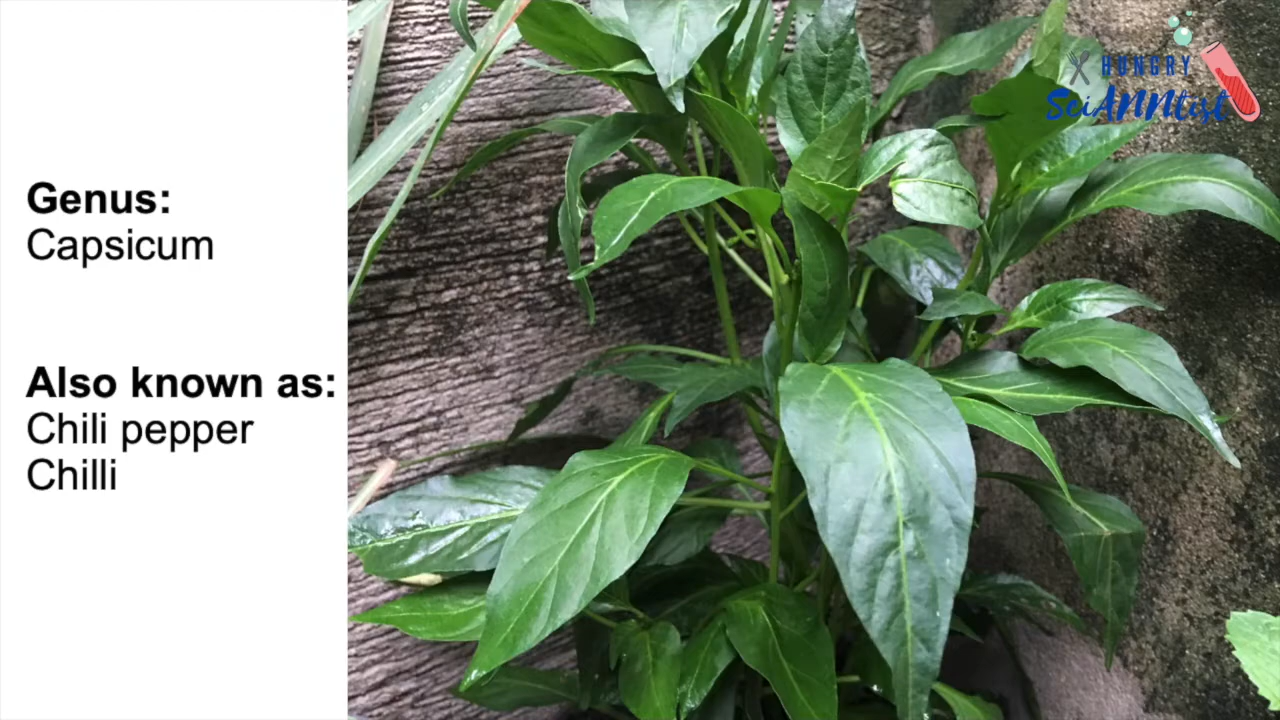 Genus:
Capsicum
Also known as:
Chili pepper
Chilli
HUNGRY
SciANNtist